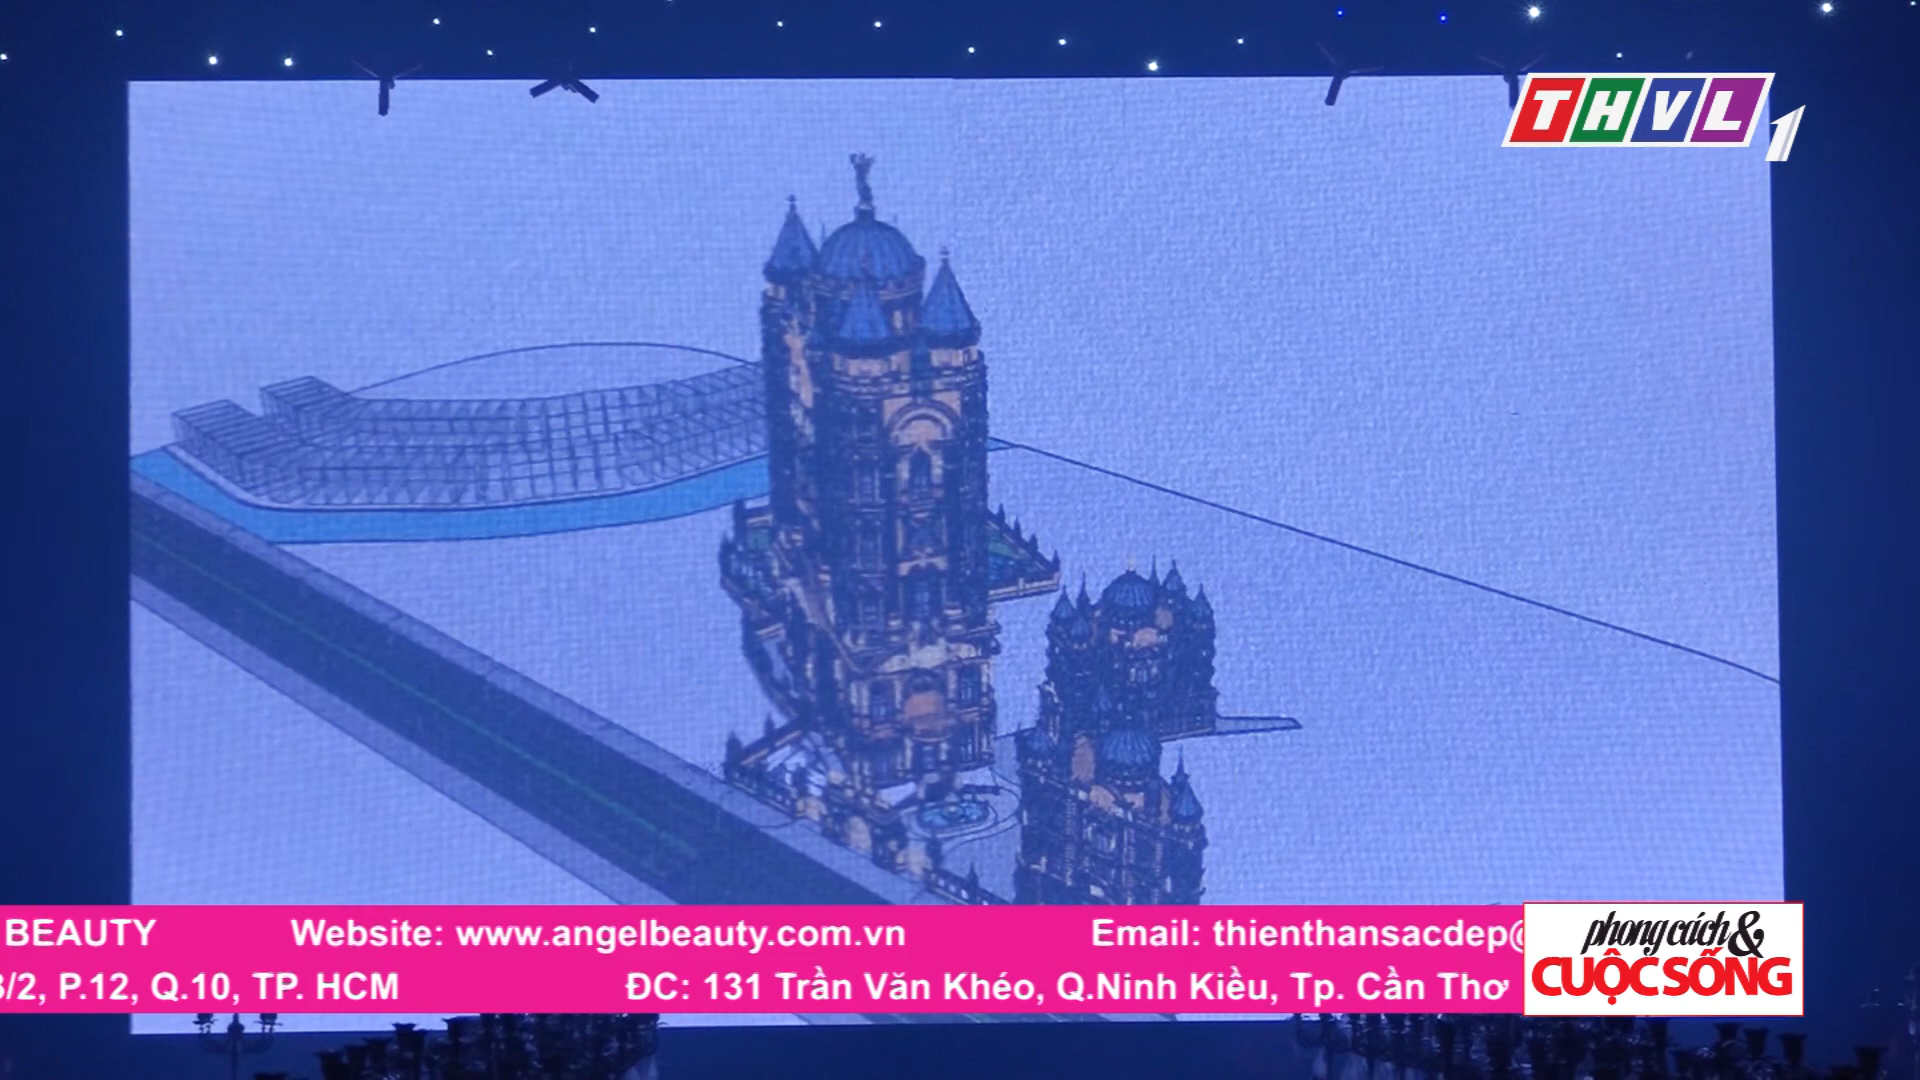 THVL1
BEAUTY Website: www.angelbeauty.com.vn Email: thienthansacdep@
3/2, P.12, Q.10, TP. HCM ĐC: 131 Trần Văn Khéo, Q.Ninh Kiều, Tp. Cần Thơ
phong cách &
CUỘC SỐNG